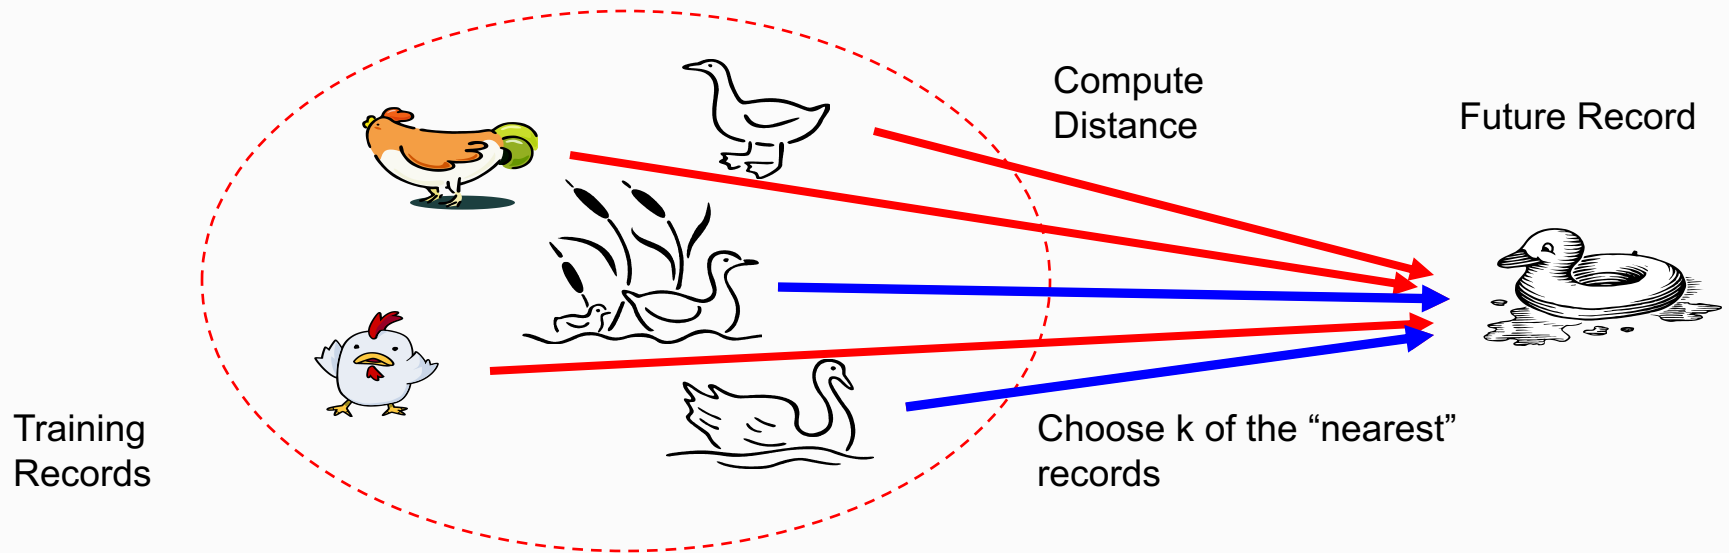 Compute
Distance
Future Record
Training
Records
Choose k of the “nearest”
records